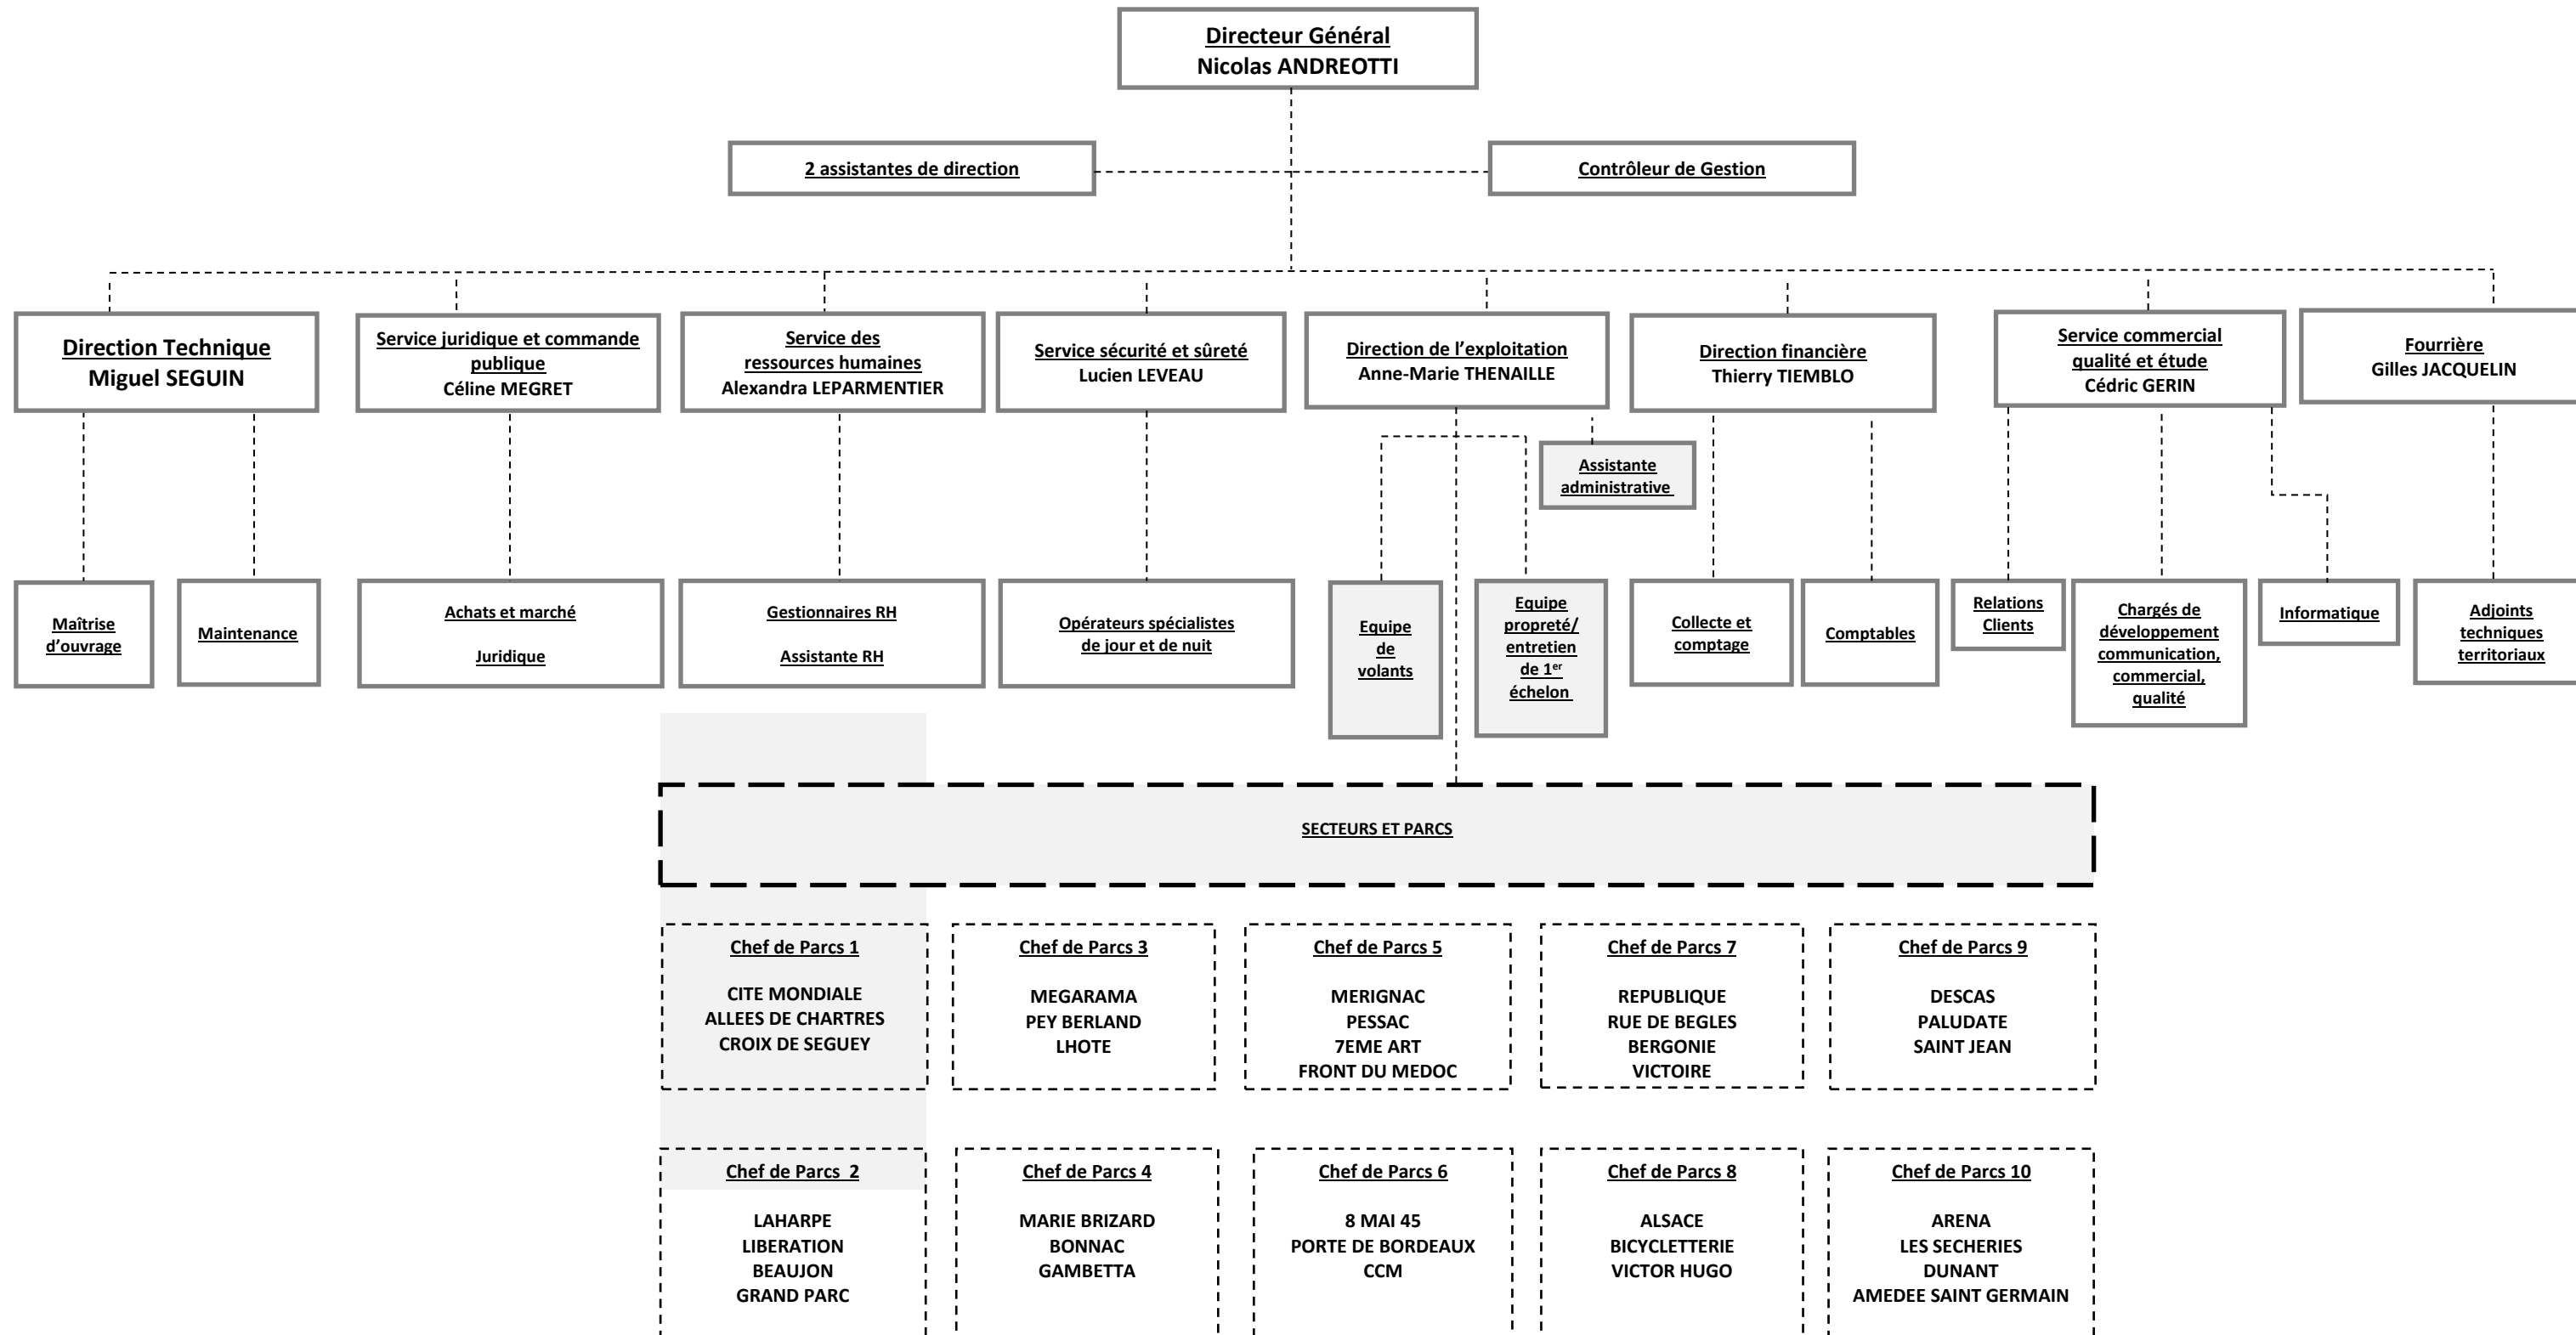 Directeur Général
Nicolas ANDREOTTI
2 assistantes de direction
Contrôleur de Gestion
Direction Technique
Miguel SEGUIN
Service juridique et commande
publique
Céline MEGRET
Service des
ressources humaines
Alexandra LEPARMENTIER
Service sécurité et sûreté
Lucien LEVEAU
Direction de l’exploitation
Anne-Marie THENAILLE
Direction financière
Thierry TIEMBLO
Service commercial
qualité et étude
Cédric GERIN
Fourrière
Gilles JACQUELIN
Assistante
administrative
Maîtrise
d’ouvrage
Maintenance
Achats et marché
Juridique
Gestionnaires RH
Assistante RH
Opérateurs spécialistes
de jour et de nuit
Equipe
de
volants
Equipe
propreté/
entretien
de 1er
échelon
Collecte et
comptage
Comptables
Relations
Clients
Chargés de
développement
communication,
commercial,
qualité
Informatique
Adjoints
techniques
territoriaux
SECTEURS ET PARCS
Chef de Parcs 1
CITE MONDIALE
ALLEES DE CHARTRES
CROIX DE SEGUEY
Chef de Parcs 3
MEGARAMA
PEY BERLAND
LHOTE
Chef de Parcs 5
MERIGNAC
PESSAC
7EME ART
FRONT DU MEDOC
Chef de Parcs 7
REPUBLIQUE
RUE DE BEGLES
BERGONIE
VICTOIRE
Chef de Parcs 9
DESCAS
PALUDATE
SAINT JEAN
Chef de Parcs 2
LAHARPE
LIBERATION
BEAUJON
GRAND PARC
Chef de Parcs 4
MARIE BRIZARD
BONNAC
GAMBETTA
Chef de Parcs 6
8 MAI 45
PORTE DE BORDEAUX
CCM
Chef de Parcs 8
ALSACE
BICYCLETTERIE
VICTOR HUGO
Chef de Parcs 10
ARENA
LES SECHERIES
DUNANT
AMEDEE SAINT GERMAIN